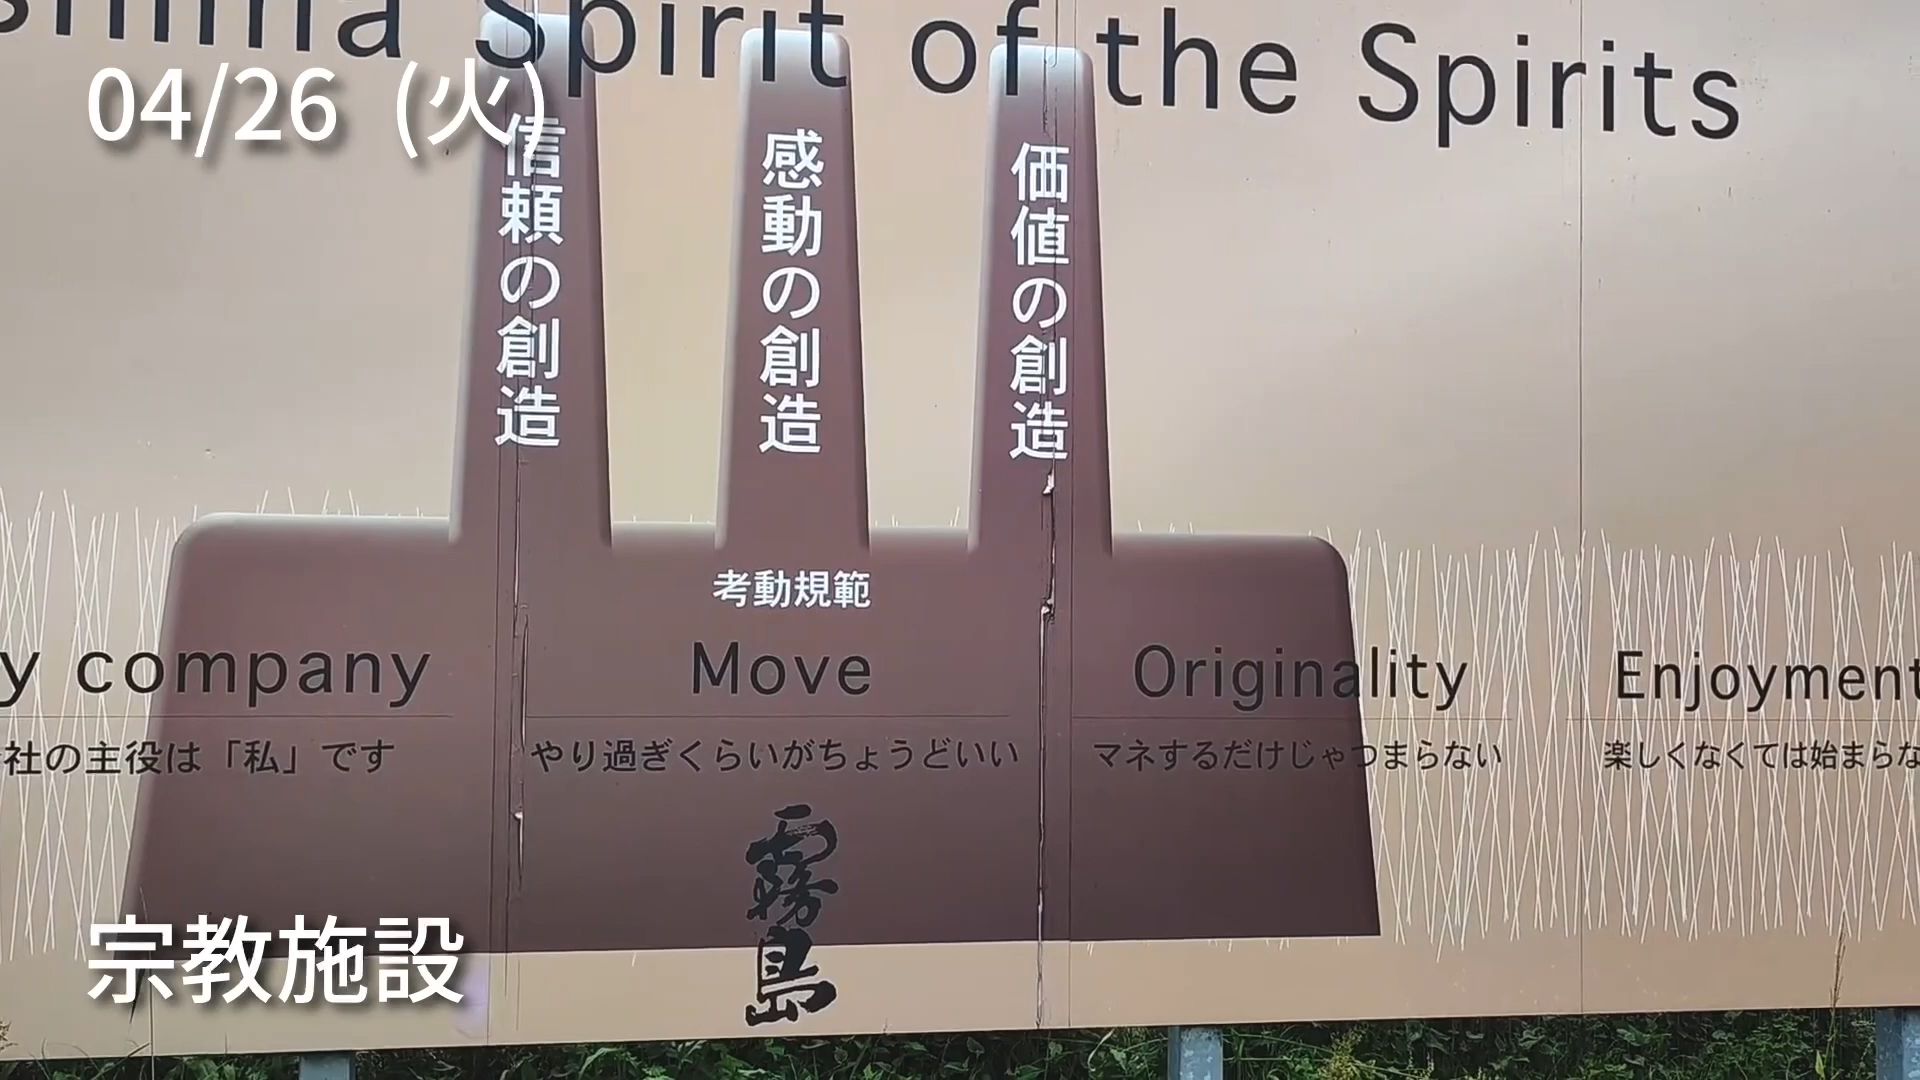 Spirit of the Spirits
04/26 (火)
信頼の創造
感動の創造
価値の創造
考動規範
y company
Move
Originality
Enjoyment
社の主役は「私」です
やり過ぎくらいがちょうどいい
マネするだけじゃつまらない
楽しくなくては始まらな
霧島
宗教施設